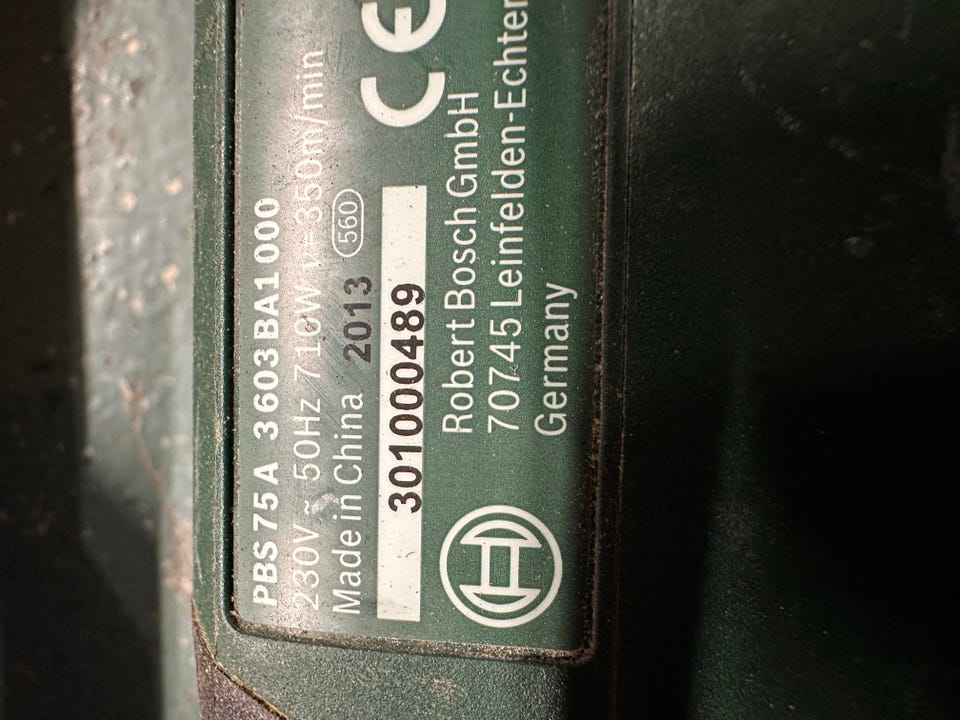 PBS 75 A 3 603 BA1 000
230V ~ 50Hz 710W v=350m/min
Made in China 2013 560
301000489
CE
Robert Bosch GmbH
70745 Leinfelden-Echter
Germany